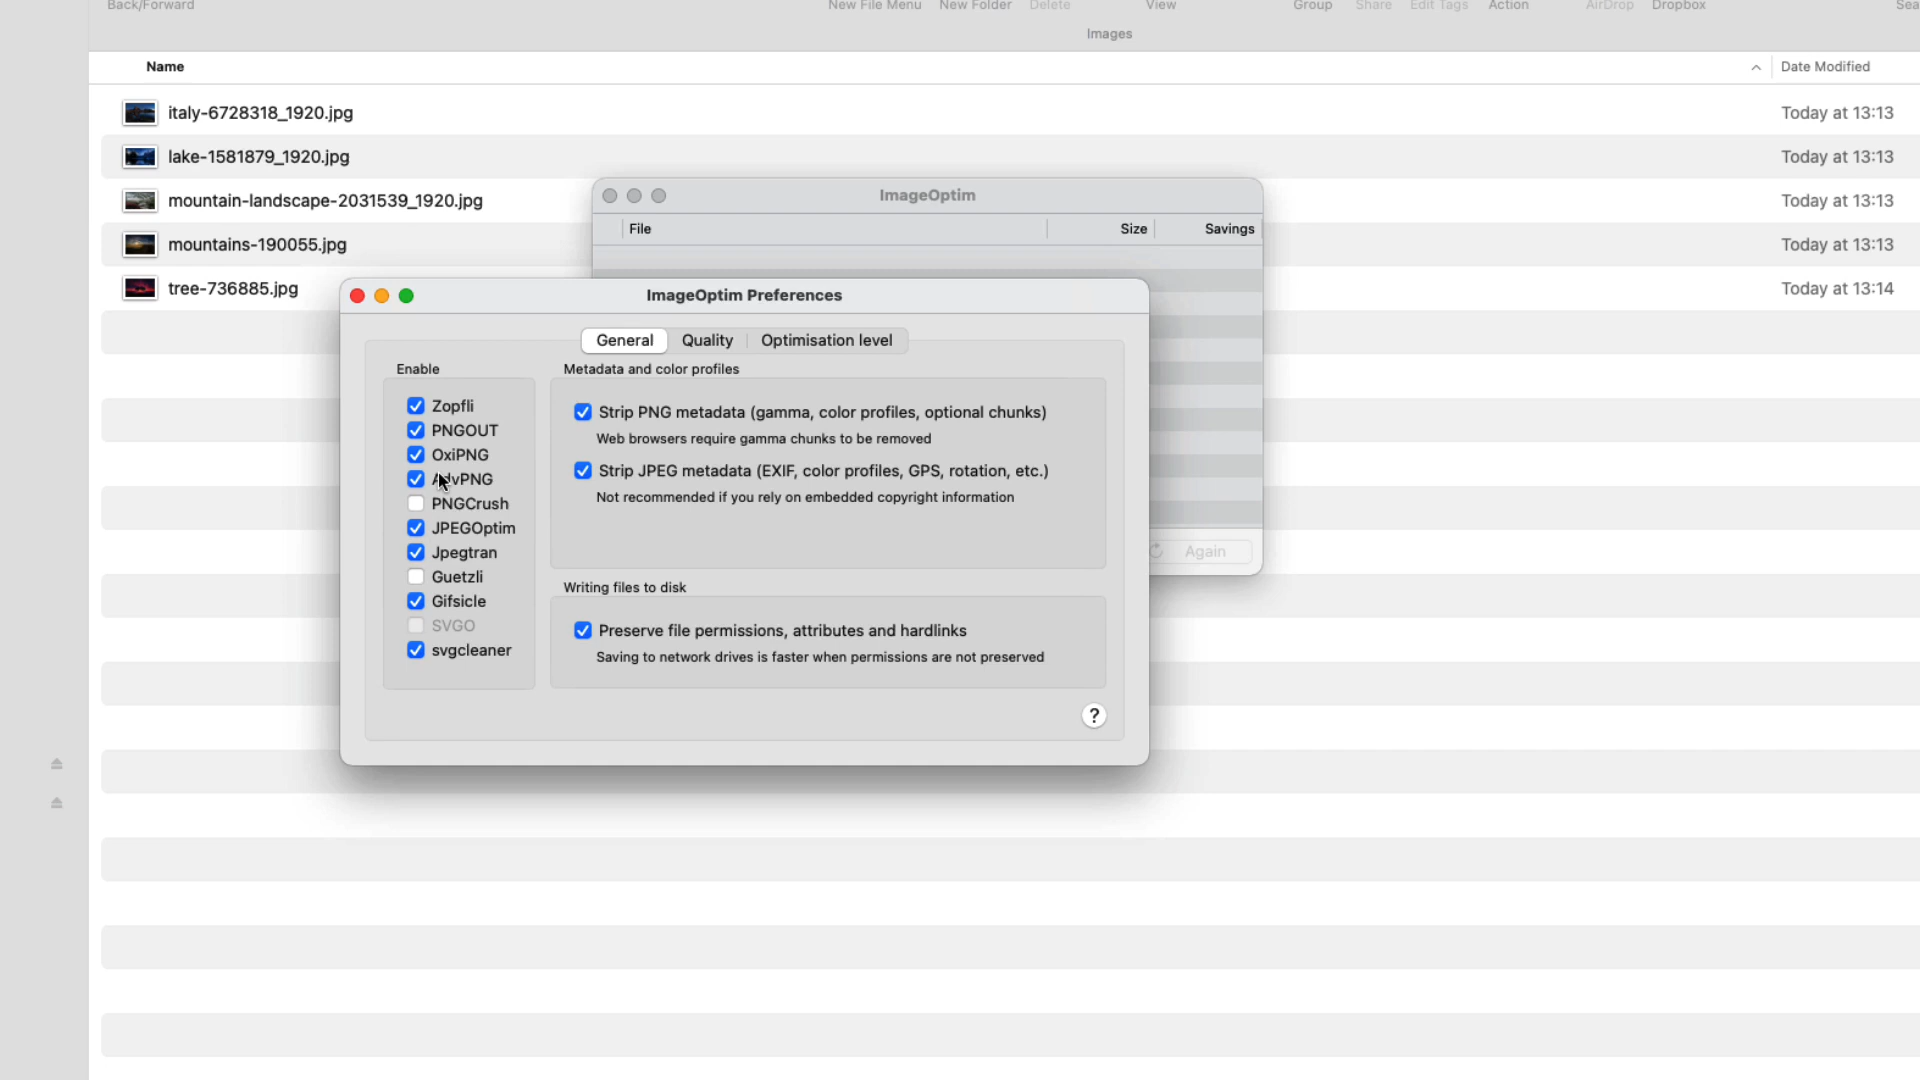 Back/Forward
New File Menu
New Folder
Delete
View
Group
Share
Edit Tags
Action
AirDrop
Dropbox
Images
Name
Date Modified
italy-6728318_1920.jpg
Today at 13:13
lake-1581879_1920.jpg
Today at 13:13
mountain-landscape-2031539_1920.jpg
Today at 13:13
mountains-190055.jpg
Today at 13:13
tree-736885.jpg
Today at 13:14
ImageOptim
File
Size
Savings
Again
ImageOptim Preferences
General
Quality
Optimisation level
Enable
Zopfli
PNGOUT
OxiPNG
AdvPNG
PNGCrush
JPEGOptim
Jpegtran
Guetzli
Gifsicle
SVGO
svgcleaner
Metadata and color profiles
Strip PNG metadata (gamma, color profiles, optional chunks)
Web browsers require gamma chunks to be removed
Strip JPEG metadata (EXIF, color profiles, GPS, rotation, etc.)
Not recommended if you rely on embedded copyright information
Writing files to disk
Preserve file permissions, attributes and hardlinks
Saving to network drives is faster when permissions are not preserved
?